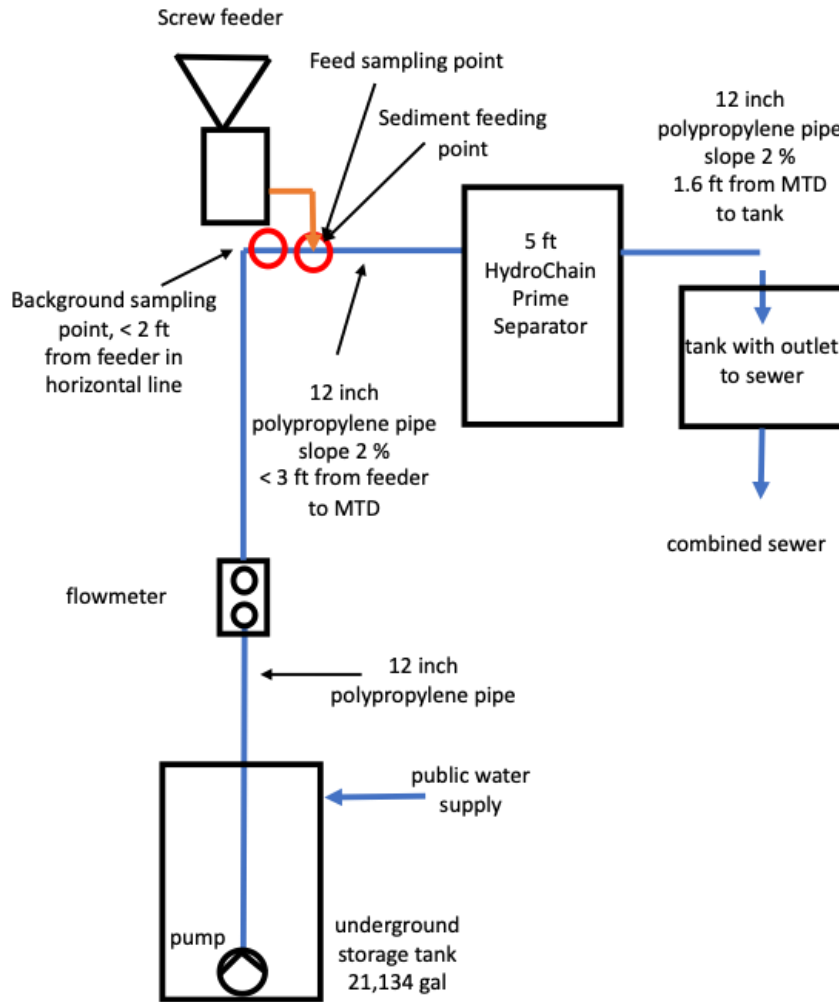 Screw feeder
Feed sampling point
Sediment feeding
point
12 inch
polypropylene pipe
slope 2 %
1.6 ft from MTD
to tank
5 ft
HydroChain
Prime
Separator
Background sampling
point, < 2 ft
from feeder in
horizontal line
tank with outlet
to sewer
12 inch
polypropylene pipe
slope 2 %
< 3 ft from feeder
to MTD
combined sewer
flowmeter
12 inch
polypropylene pipe
public water
supply
pump
underground
storage tank
21,134 gal